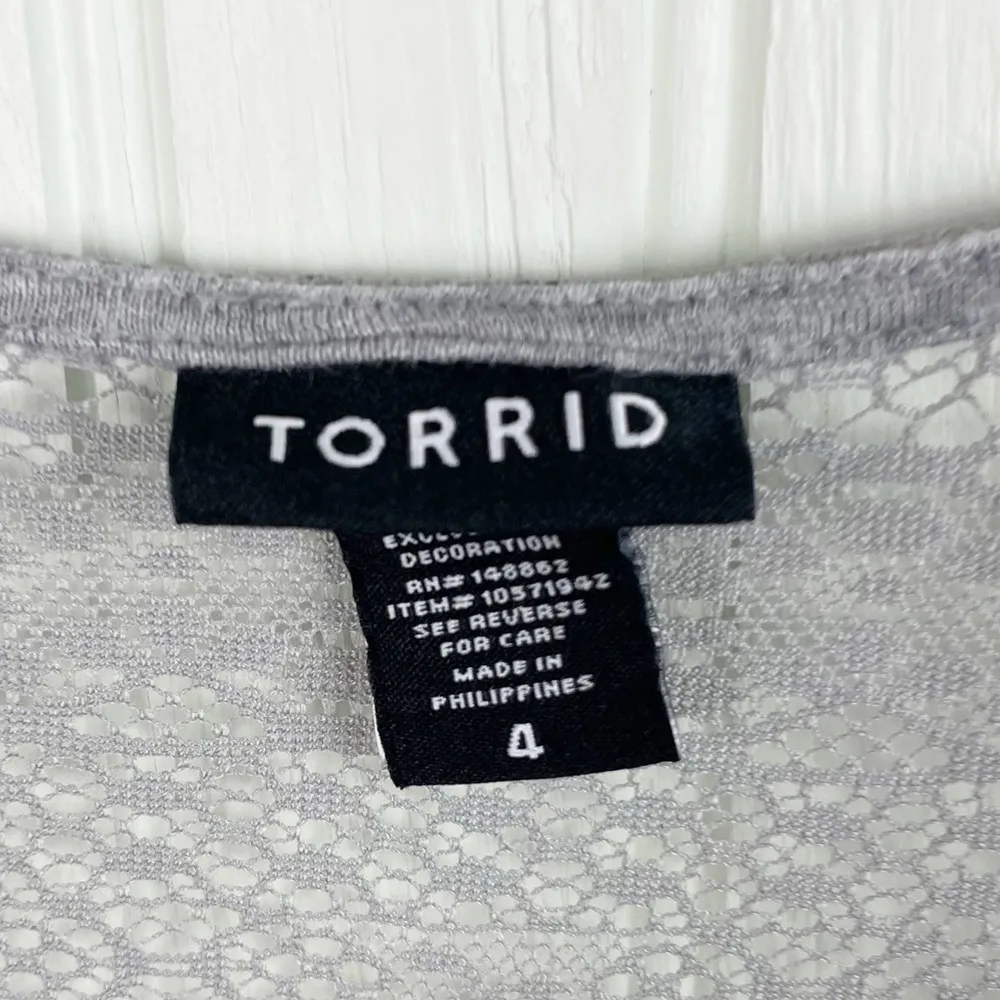 TORRID
DECORATION
RN# 148862
ITEM# 10571942
SEE REVERSE
FOR CARE
MADE IN
PHILIPPINES
4